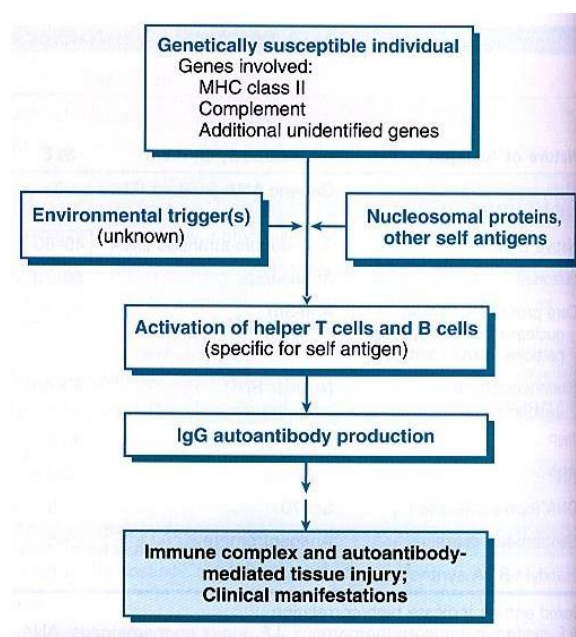 Genetically susceptible individual
Genes involved:
MHC class II
Complement
Additional unidentified genes
Environmental trigger(s)
(unknown)
Nucleosomal proteins,
other self antigens
Activation of helper T cells and B cells
(specific for self antigen)
IgG autoantibody production
Immune complex and autoantibody-
mediated tissue injury;
Clinical manifestations